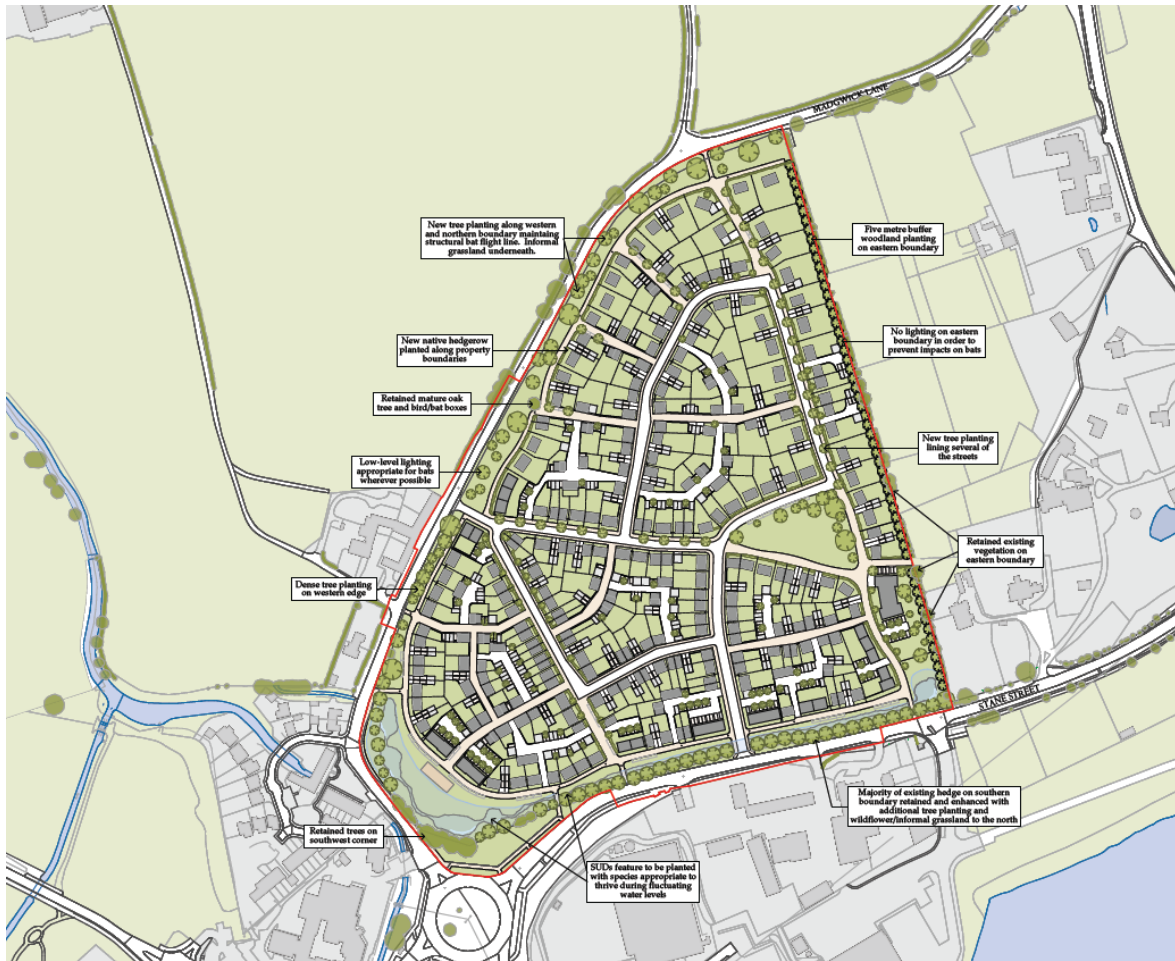 MADGWICK LANE
New tree planting along western
and northern boundary maintaing
structural bat flight line. Informal
grassland underneath.
Five metre buffer
woodland planting
on eastern boundary
New native hedgerow
planted along property
boundaries
No lighting on eastern
boundary in order to
prevent impacts on bats
Retained mature oak
tree and bird/bat boxes
New tree planting
lining several of
the streets
Low-level lighting
appropriate for bats
wherever possible
Retained existing
vegetation on
eastern boundary
Dense tree planting
on western edge
STANE STREET
Majority of existing hedge on southern
boundary retained and enhanced with
additional tree planting and
wildflower/informal grassland to the north
Retained trees on
southwest corner
SUDs feature to be planted
with species appropriate to
thrive during fluctuating
water levels